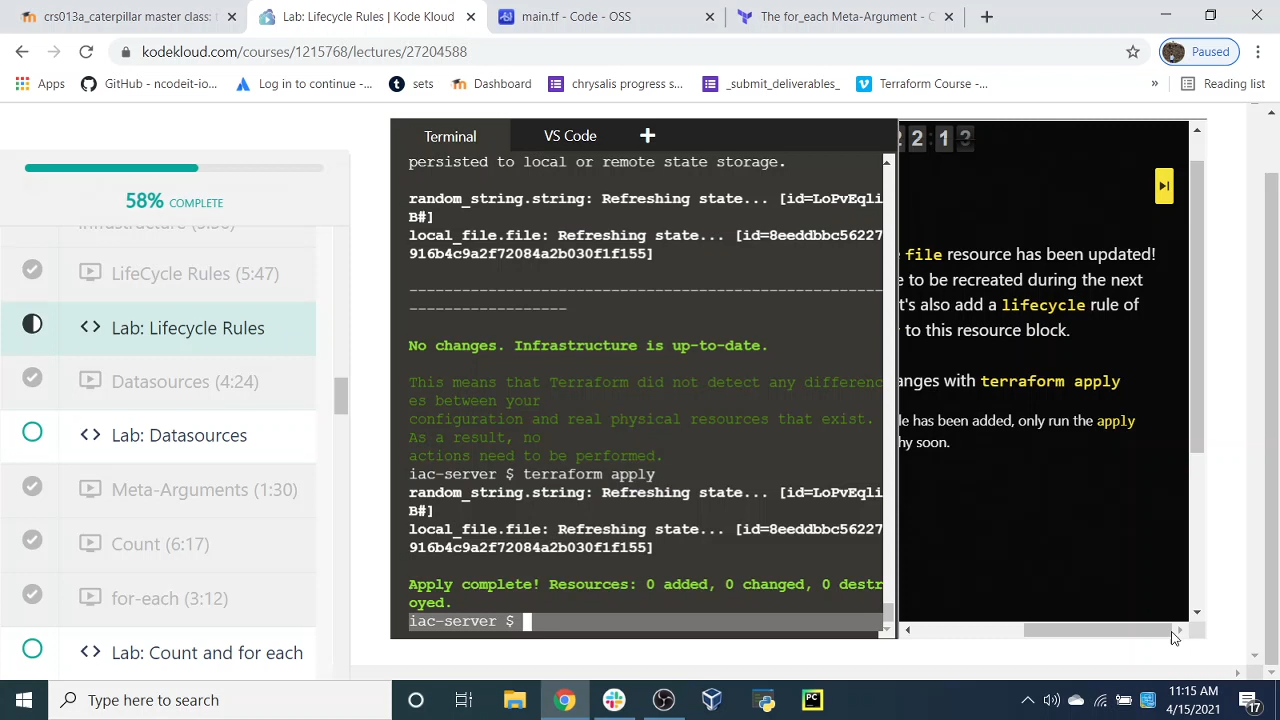 crs013a_caterpillar master classe
Lab: Lifecycle Rules | KodeKloud
main.tf - Code - OSS
The for_each Meta-Argument - C
kodekloud.com/courses/1215768/lectures/27204588
Paused
Apps
GitHub - ncodeit-io...
Log in to continue -...
sets
Dashboard
chrysalis progress s...
_submit_deliverables_
Terraform Course -...
»
Reading list
58% COMPLETE
Infrastructure (5:50)
LifeCycle Rules (5:47)
<> Lab: Lifecycle Rules
Datasources (4:24)
<> Lab: Datasources
Meta-Arguments (1:30)
Count (6:17)
for-each (3:12)
<> Lab: Count and for each
Terminal
VS Code
+
persisted to local or remote state storage.
random_string.string: Refreshing state... [id=LoPvEqli
B#]
local_file.file: Refreshing state... [id=8eeddbbc56227
916b4c9a2f72084a2b030f1f155]
------------------------------------------------------
------------------
No changes. Infrastructure is up-to-date.
This means that Terraform did not detect any differenc
es between your
configuration and real physical resources that exist.
As a result, no
actions need to be performed.
iac-server $ terraform apply
random_string.string: Refreshing state... [id=LoPvEqli
B#]
local_file.file: Refreshing state... [id=8eeddbbc56227
916b4c9a2f72084a2b030f1f155]
Apply complete! Resources: 0 added, 0 changed, 0 destr
oyed.
iac-server $
2:1
file resource has been updated!
e to be recreated during the next
t's also add a lifecycle rule of
y to this resource block.
anges with terraform apply
le has been added, only run the apply
hy soon.
Type here to search
11:15 AM
4/15/2021
17